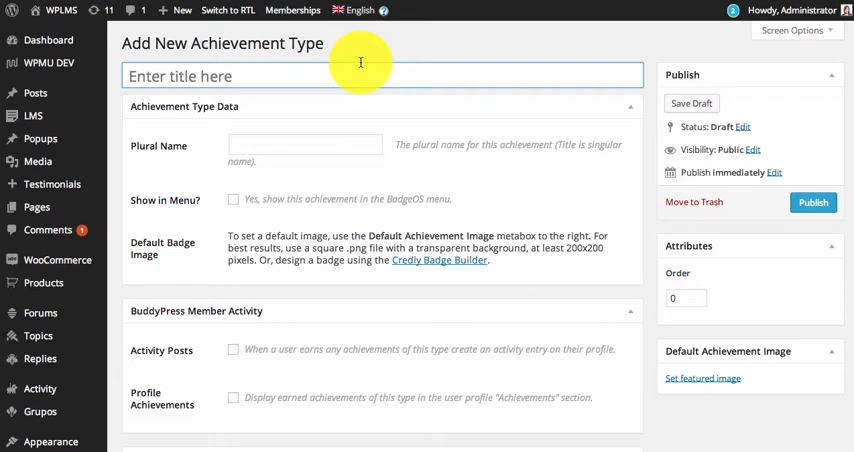 WPLMS 11 1 New Switch to RTL Memberships English ? 2 Howdy, Administrator
Screen Options
Dashboard
WPMU DEV
Posts
LMS
Popups
Media
Testimonials
Pages
Comments 1
WooCommerce
Products
Forums
Topics
Replies
Activity
Grupos
Appearance
Add New Achievement Type
Enter title here
Achievement Type Data
Plural Name The plural name for this achievement (Title is singular
name).
Show in Menu? Yes, show this achievement in the BadgeOS menu.
Default Badge
Image
To set a default image, use the Default Achievement Image metabox to the right. For
best results, use a square .png file with a transparent background, at least 200x200
pixels. Or, design a badge using the Credly Badge Builder.
BuddyPress Member Activity
Activity Posts When a user earns any achievements of this type create an activity entry on their profile.
Profile
Achievements
Display earned achievements of this type in the user profile "Achievements" section.
Publish
Save Draft
Status: Draft Edit
Visibility: Public Edit
Publish immediately Edit
Move to Trash Publish
Attributes
Order
0
Default Achievement Image
Set featured image